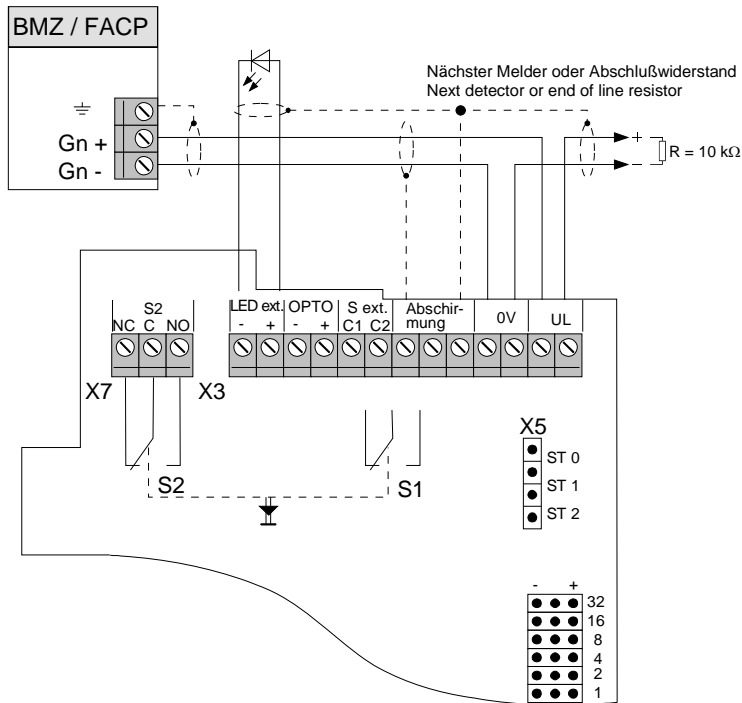 BMZ / FACP
Gn +
Gn -
Nächster Melder oder Abschlußwiderstand
Next detector or end of line resistor
+
-
R = 10 kΩ
S2
NC C NO
LED ext. OPTO S ext. Abschir-
mung 0V UL
- + - + C1 C2
X7
X3
S2
S1
X5
ST 0
ST 1
ST 2
- +
32
16
8
4
2
1